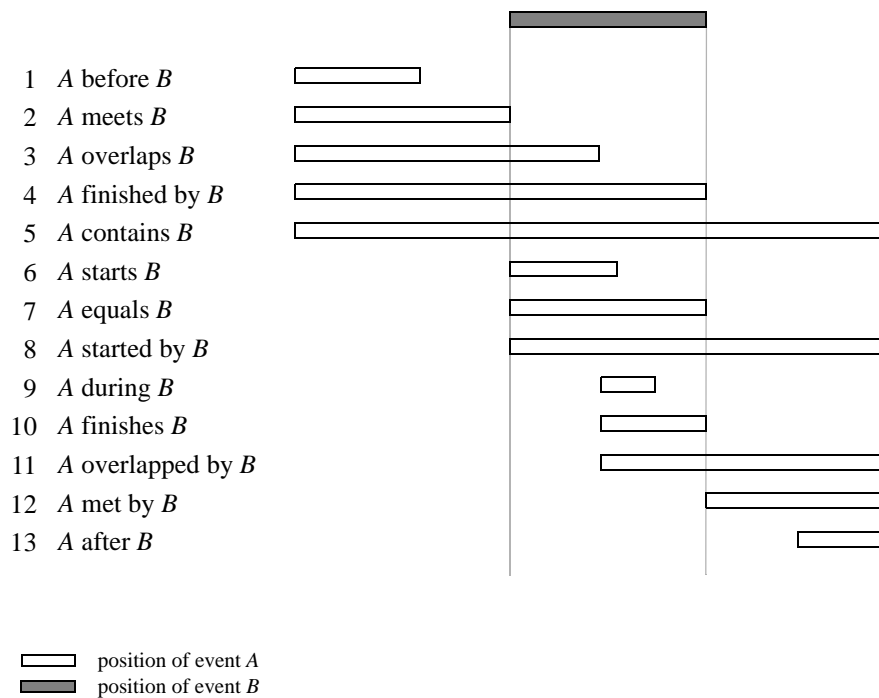 1 A before B
2 A meets B
3 A overlaps B
4 A finished by B
5 A contains B
6 A starts B
7 A equals B
8 A started by B
9 A during B
10 A finishes B
11 A overlapped by B
12 A met by B
13 A after B
position of event A
position of event B